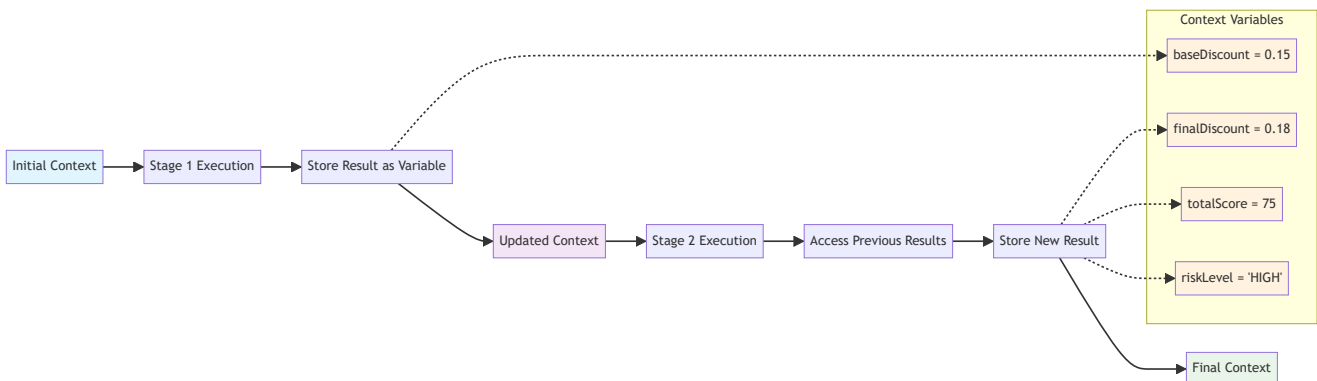 Context Variables
baseDiscount = 0.15
finalDiscount = 0.18
Initial Context
Stage 1 Execution
Store Result as Variable
totalScore = 75
Updated Context
Stage 2 Execution
Access Previous Results
Store New Result
riskLevel = 'HIGH'
Final Context